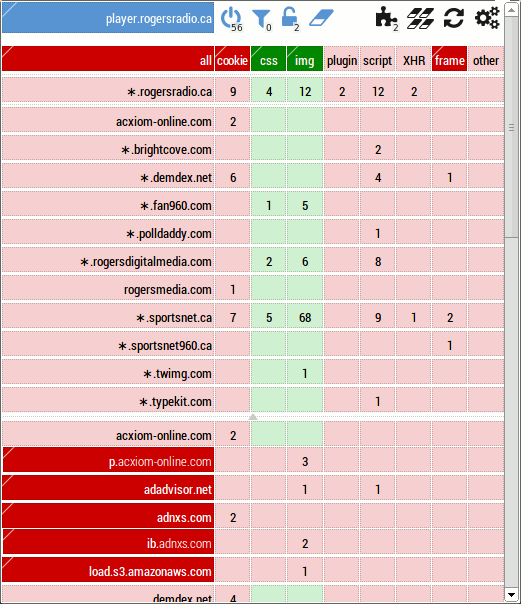 player.rogersradio.ca 56 0 2 2
all cookie css img plugin script XHR frame other
∗.rogersradio.ca 9 4 12 2 12 2
acxiom-online.com 2
∗.brightcove.com 2
∗.demdex.net 6 4 1
∗.fan960.com 1 5
∗.polldaddy.com 1
∗.rogersdigitalmedia.com 2 6 8
rogersmedia.com 1
∗.sportsnet.ca 7 5 68 9 1 2
∗.sportsnet960.ca 1
∗.twimg.com 1
∗.typekit.com 1
acxiom-online.com 2
p.acxiom-online.com 3
adadvisor.net 1 1
adnxs.com 2
ib.adnxs.com 2
load.s3.amazonaws.com 1
demdex.net 4